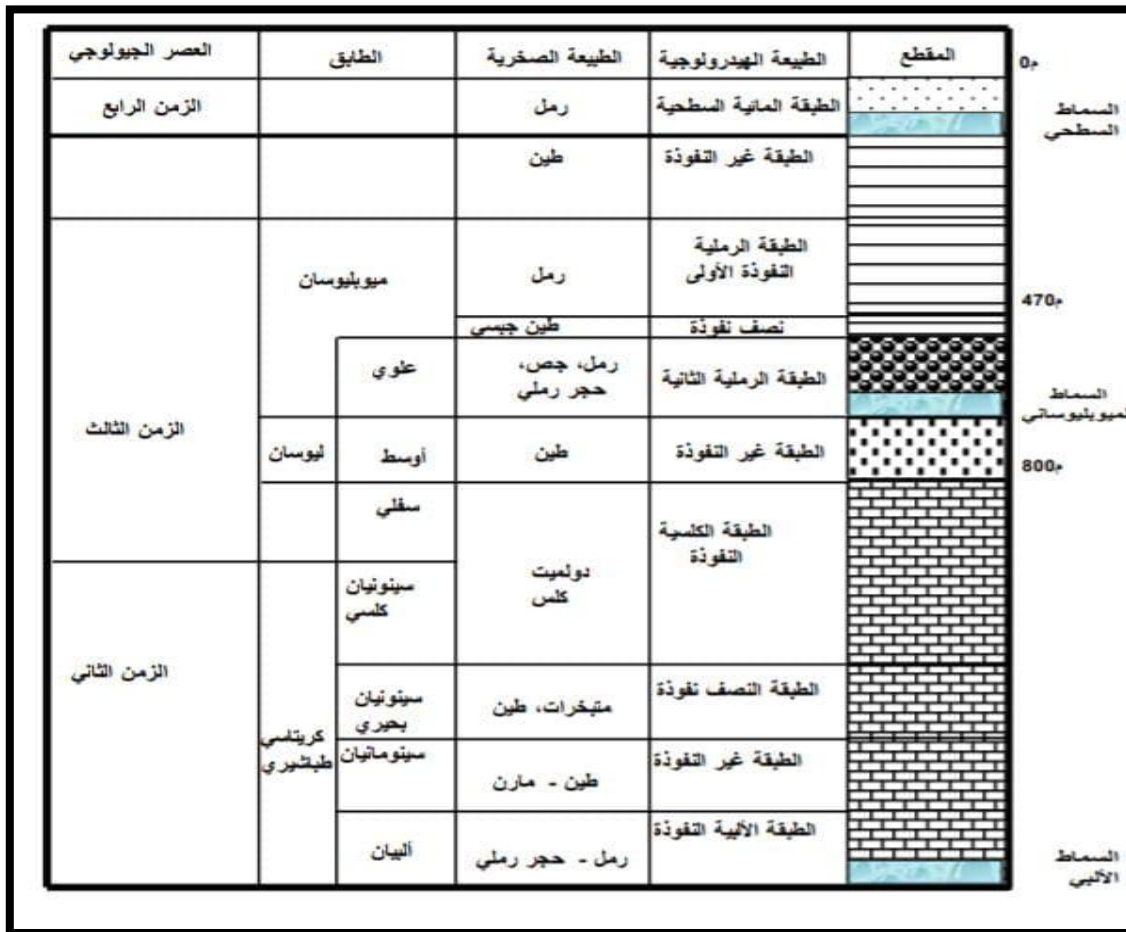 العصر الجيولوجي الطابق الطبيعة الصخرية الطبيعة الهيدرولوجية المقطع
0م
الزمن الرابع رمل الطبقة المائية السطحية
السماط
السطحي
طين الطبقة غير النفوذة
الزمن الثالث
ميوبليوسان
رمل
الطبقة الرملية
النفوذة الأولى
470م
طين جبسي نصف نفوذة
علوي
رمل، جص،
حجر رملي
الطبقة الرملية الثانية
السماط
لميوبليوساني
ليوسان أوسط طين الطبقة غير النفوذة
800م
سفلي
دولميت
كلس
الطبقة الكلسية
النفوذة
الزمن الثاني
كريتاسي
طباشيري
سينونيان
كلسي
سينونيان
بحيري
متبخرات، طين
الطبقة النصف نفوذة
سينومانيان
طين - مارن
الطبقة غير النفوذة
ألبيان
رمل - حجر رملي
الطبقة الألبية النفوذة
السماط
الألبي